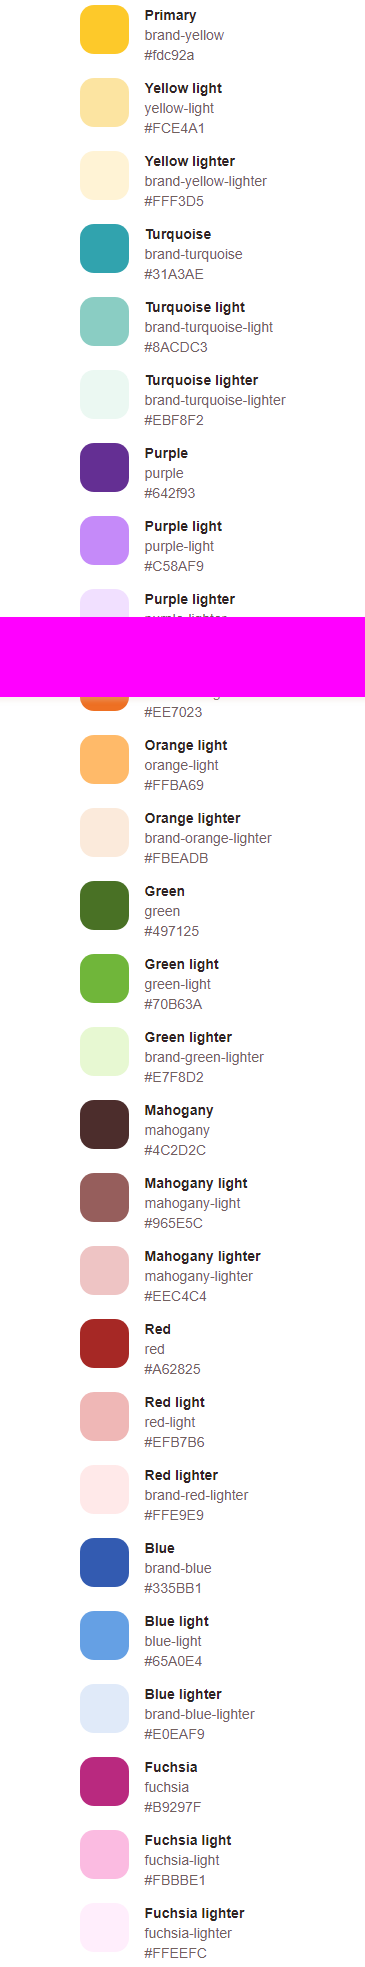 Primary
brand-yellow
#fdc92a
Yellow light
yellow-light
#FCE4A1
Yellow lighter
brand-yellow-lighter
#FFF3D5
Turquoise
brand-turquoise
#31A3AE
Turquoise light
brand-turquoise-light
#8ACDC3
Turquoise lighter
brand-turquoise-lighter
#EBF8F2
Purple
purple
#642f93
Purple light
purple-light
#C58AF9
Purple lighter
#EE7023
Orange light
orange-light
#FFBA69
Orange lighter
brand-orange-lighter
#FBEADB
Green
green
#497125
Green light
green-light
#70B63A
Green lighter
brand-green-lighter
#E7F8D2
Mahogany
mahogany
#4C2D2C
Mahogany light
mahogany-light
#965E5C
Mahogany lighter
mahogany-lighter
#EEC4C4
Red
red
#A62825
Red light
red-light
#EFB7B6
Red lighter
brand-red-lighter
#FFE9E9
Blue
brand-blue
#335BB1
Blue light
blue-light
#65A0E4
Blue lighter
brand-blue-lighter
#E0EAF9
Fuchsia
fuchsia
#B9297F
Fuchsia light
fuchsia-light
#FBBBE1
Fuchsia lighter
fuchsia-lighter
#FFEEFC